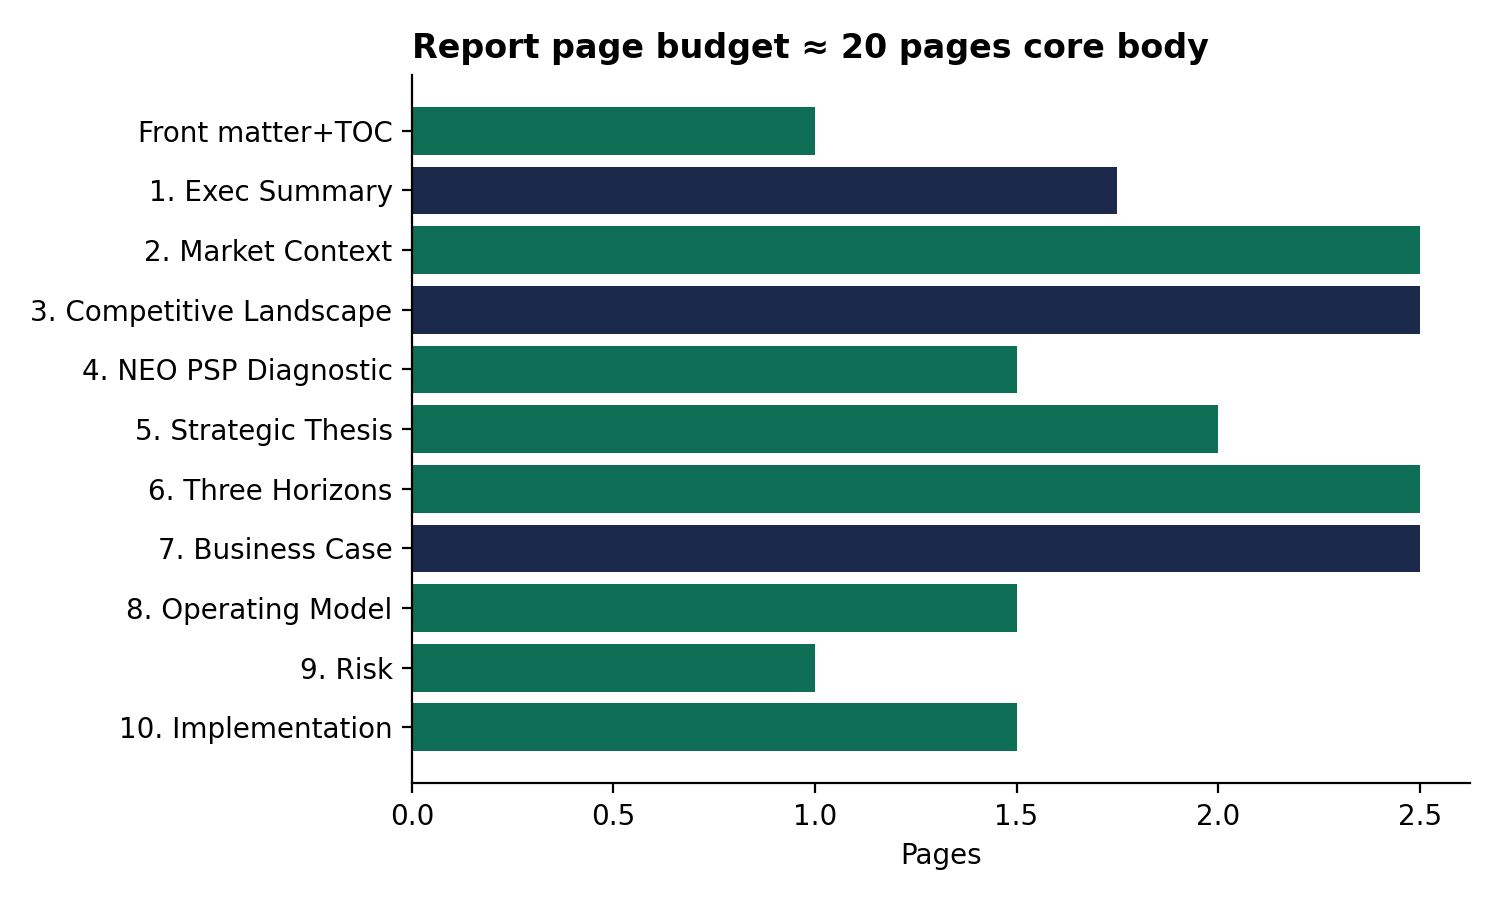 Report page budget ≈ 20 pages core body
Front matter+TOC
1. Exec Summary
2. Market Context
3. Competitive Landscape
4. NEO PSP Diagnostic
5. Strategic Thesis
6. Three Horizons
7. Business Case
8. Operating Model
9. Risk
10. Implementation
0.0 0.5 1.0 1.5 2.0 2.5
Pages